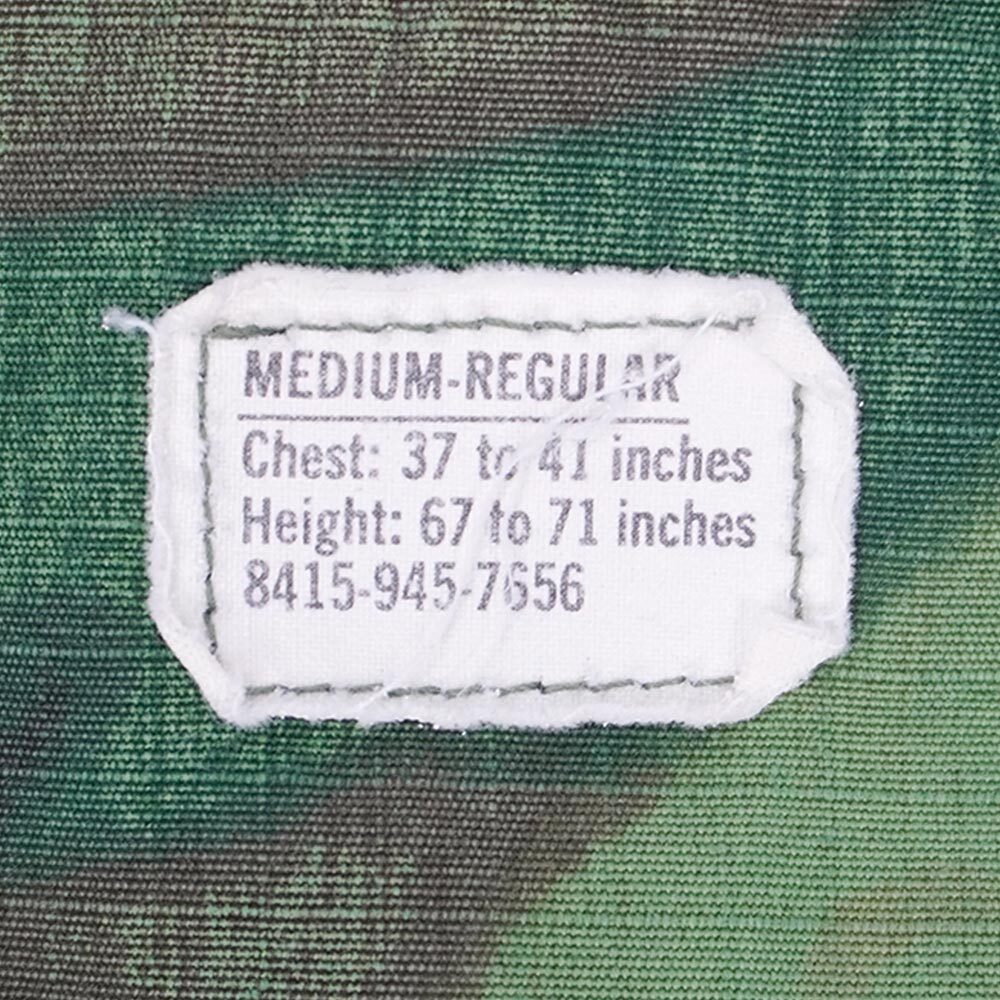 MEDIUM-REGULAR
Chest: 37 to 41 inches
Height: 67 to 71 inches
8415-945-7656